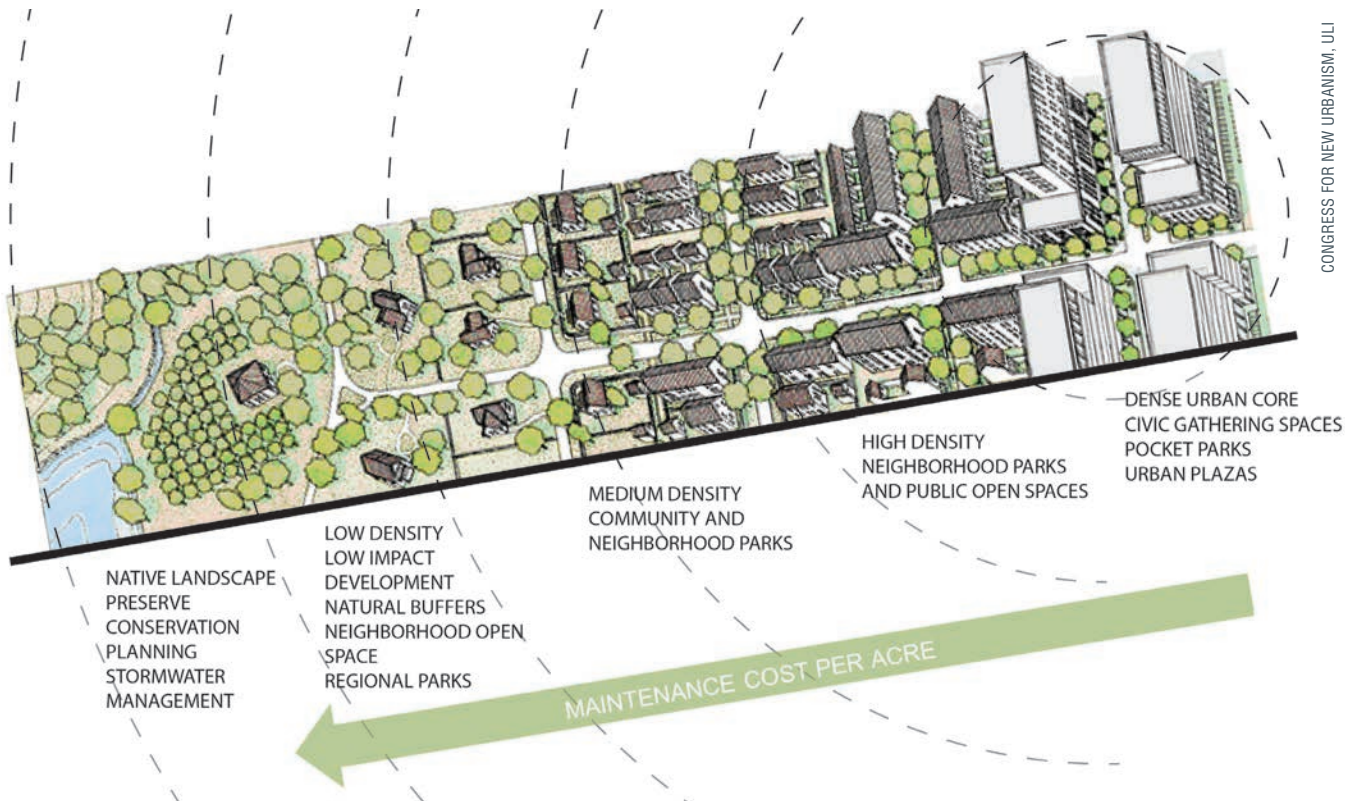 CONGRESS FOR NEW URBANISM, ULI
NATIVE LANDSCAPE
PRESERVE
CONSERVATION
PLANNING
STORMWATER
MANAGEMENT
LOW DENSITY
LOW IMPACT
DEVELOPMENT
NATURAL BUFFERS
NEIGHBORHOOD OPEN
SPACE
REGIONAL PARKS
MEDIUM DENSITY
COMMUNITY AND
NEIGHBORHOOD PARKS
HIGH DENSITY
NEIGHBORHOOD PARKS
AND PUBLIC OPEN SPACES
DENSE URBAN CORE
CIVIC GATHERING SPACES
POCKET PARKS
URBAN PLAZAS
MAINTENANCE COST PER ACRE